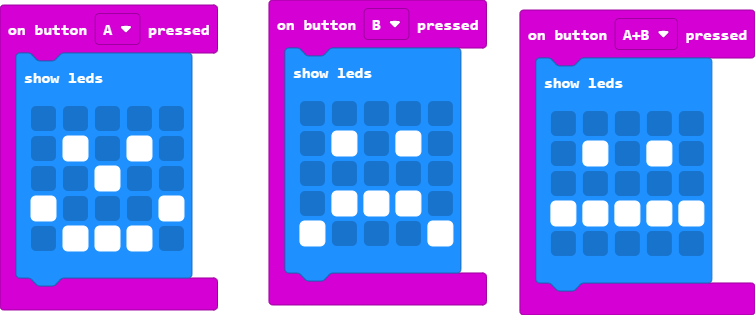 on button A pressed
show leds
on button B pressed
show leds
on button A+B pressed
show leds